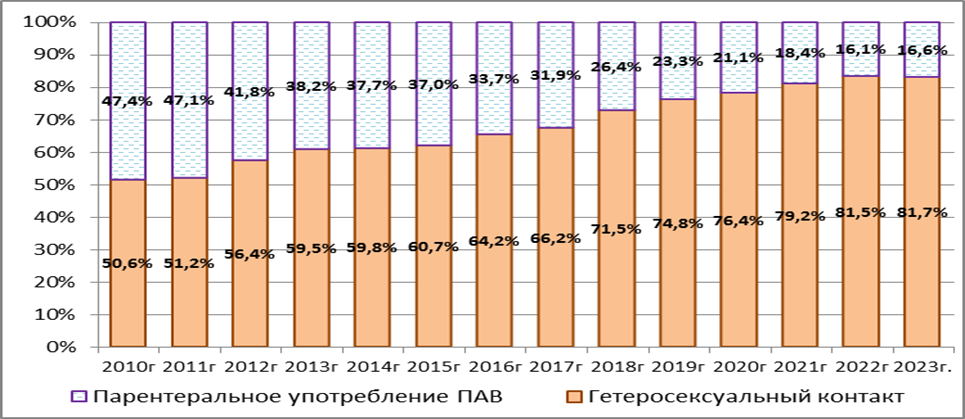 100%
90%
80%
70%
60%
50%
40%
30%
20%
10%
0%
47,4% 47,1% 41,8% 38,2% 37,7% 37,0% 33,7% 31,9% 26,4% 23,3% 21,1% 18,4% 16,1% 16,6%
50,6% 51,2% 56,4% 59,5% 59,8% 60,7% 64,2% 66,2% 71,5% 74,8% 76,4% 79,2% 81,5% 81,7%
2010г 2011г 2012г 2013г 2014г 2015г 2016г 2017г 2018г 2019г 2020г 2021г 2022г 2023г.
Парентеральное употребление ПАВ Гетеросексуальный контакт